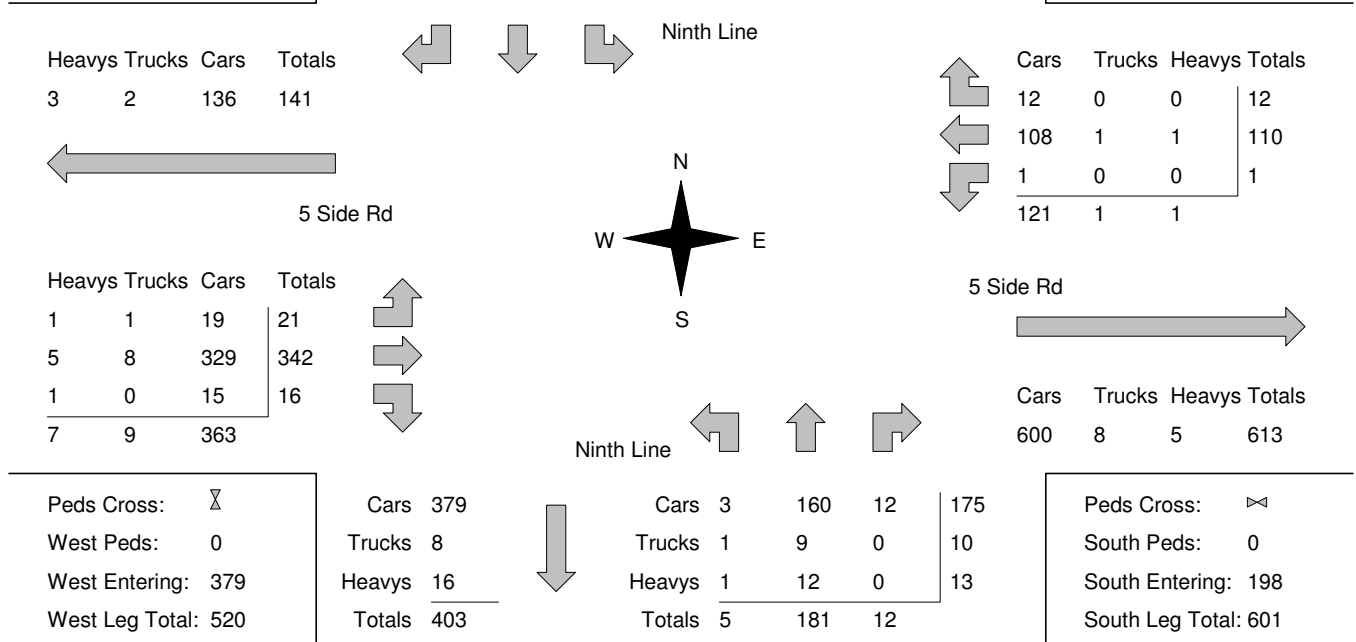 Ninth Line
Heavys Trucks Cars Totals
3 2 136 141
Cars Trucks Heavys Totals
12 0 0 12
108 1 1 110
1 0 0 1
121 1 1
N
W E
S
5 Side Rd
Heavys Trucks Cars Totals
1 1 19 21
5 8 329 342
1 0 15 16
7 9 363
5 Side Rd
Cars Trucks Heavys Totals
600 8 5 613
Ninth Line
Peds Cross:
West Peds: 0
West Entering: 379
West Leg Total: 520
Cars 379
Trucks 8
Heavys 16
Totals 403
Cars 3 160 12 175
Trucks 1 9 0 10
Heavys 1 12 0 13
Totals 5 181 12
Peds Cross:
South Peds: 0
South Entering: 198
South Leg Total: 601